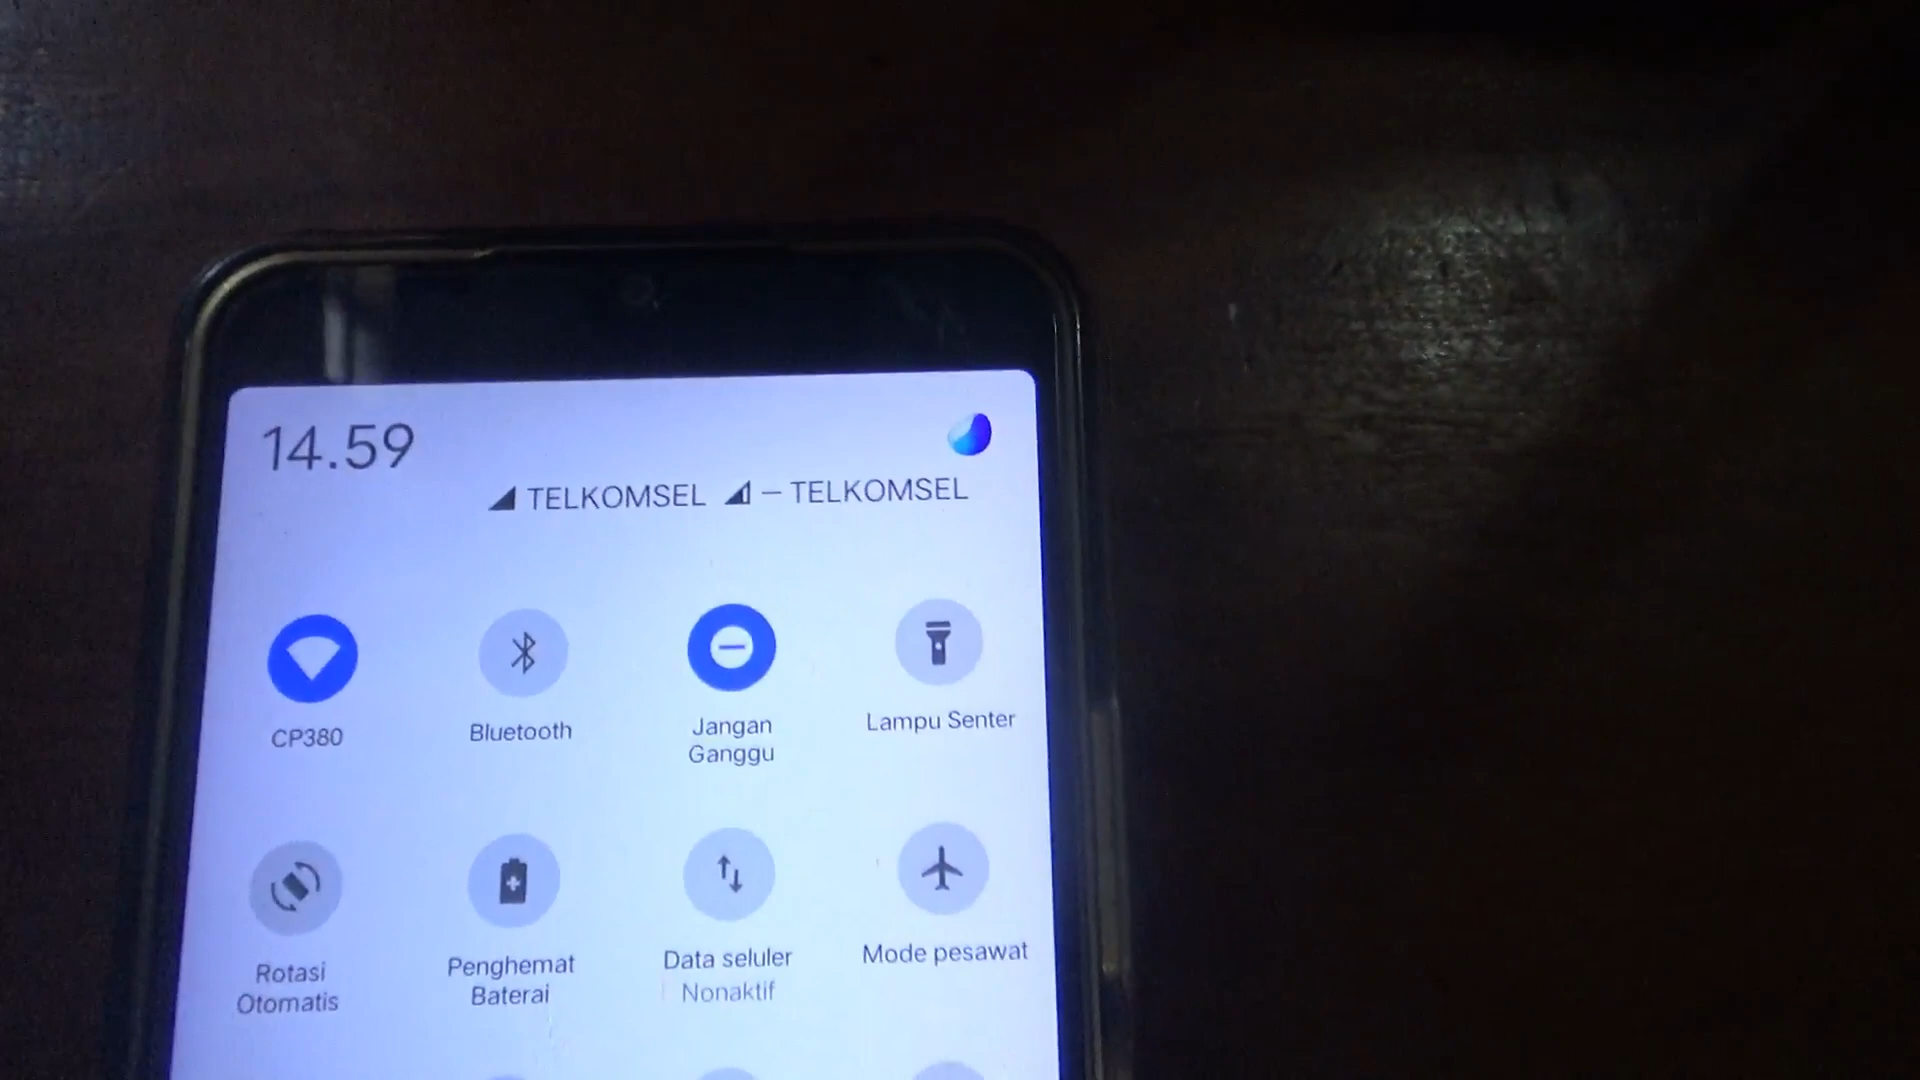 14.59
TELKOMSEL – TELKOMSEL
CP380
Bluetooth
Jangan
Ganggu
Lampu Senter
Rotasi
Otomatis
Penghemat
Baterai
Data seluler
Nonaktif
Mode pesawat